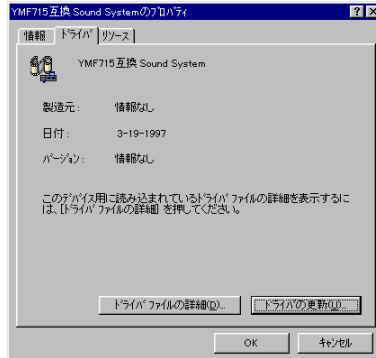 YMF715互換 Sound Systemのプロパティ
情報 ドライバ リソース
YMF715互換 Sound System
製造元: 情報なし
日付: 3-19-1997
バージョン: 情報なし
このデバイス用に読み込まれているドライバ ファイルの詳細を表示するに
は、[ドライバ ファイルの詳細] を押してください。
ドライバ ファイルの詳細(D)... ドライバの更新(U)...
OK キャンセル